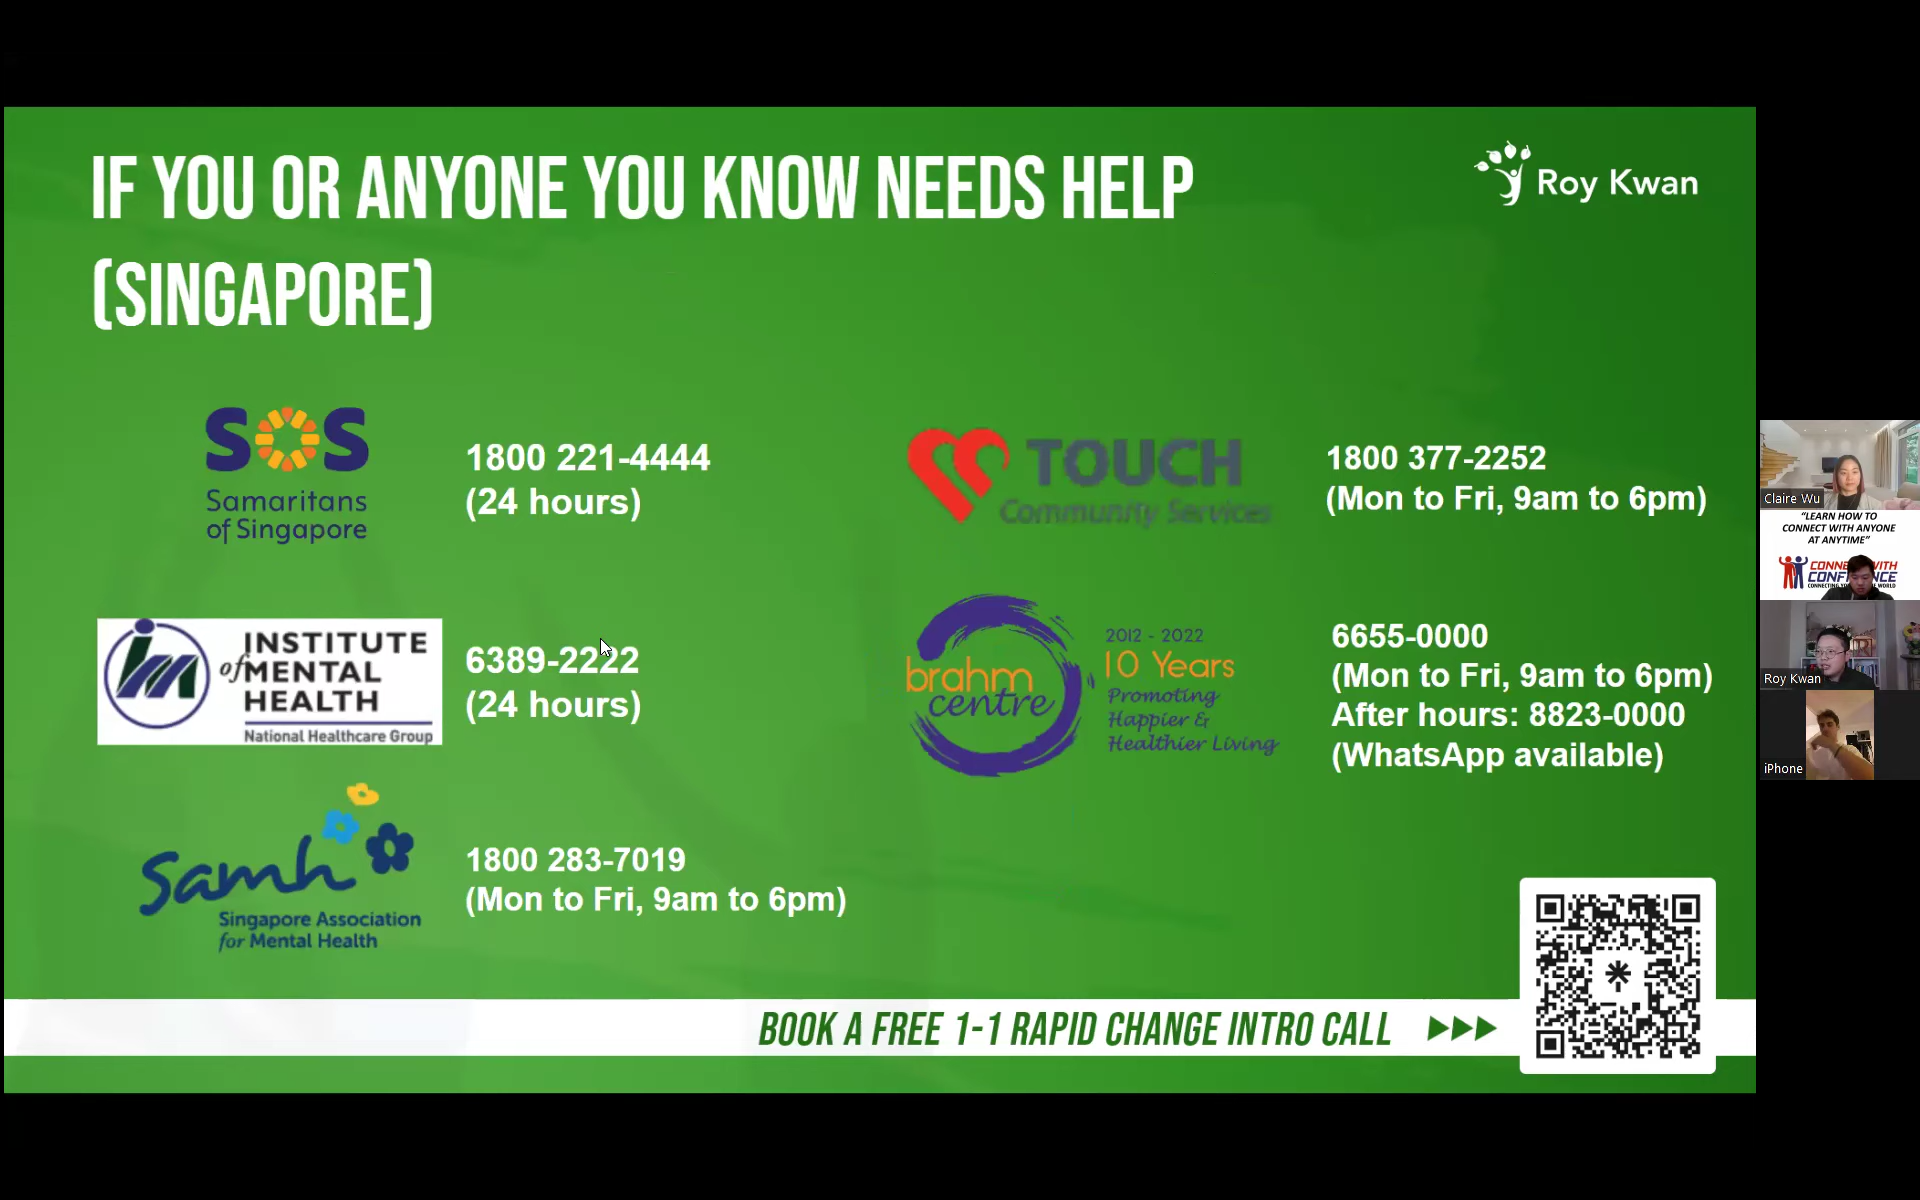 IF YOU OR ANYONE YOU KNOW NEEDS HELP
(SINGAPORE)
Roy Kwan
SOS
Samaritans
of Singapore
1800 221-4444
(24 hours)
TOUCH
Community Services
1800 377-2252
(Mon to Fri, 9am to 6pm)
INSTITUTE
of MENTAL
HEALTH
National Healthcare Group
6389-2222
(24 hours)
brahm
centre
2012 - 2022
10 Years
Promoting
Happier &
Healthier Living
6655-0000
(Mon to Fri, 9am to 6pm)
After hours: 8823-0000
(WhatsApp available)
samh
Singapore Association
for Mental Health
1800 283-7019
(Mon to Fri, 9am to 6pm)
BOOK A FREE 1-1 RAPID CHANGE INTRO CALL
Claire Wu
"LEARN HOW TO
CONNECT WITH ANYONE
AT ANYTIME"
Roy Kwan
iPhone